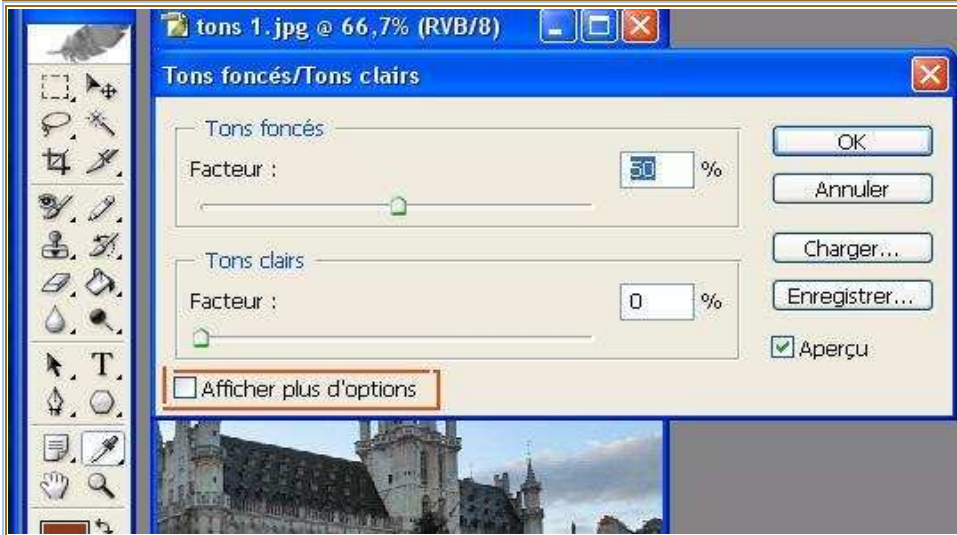 tons 1.jpg @ 66,7% (RVB/8)
Tons foncés/Tons clairs
Tons foncés
Facteur :
50 %
Tons clairs
Facteur :
0 %
Afficher plus d'options
OK
Annuler
Charger...
Enregistrer...
Aperçu
T